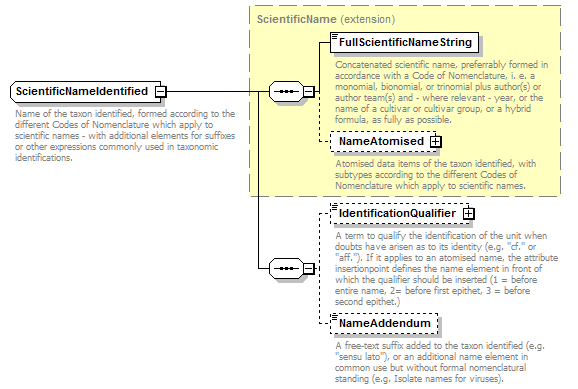 ScientificName (extension)
FullScientificNameString
Concatenated scientific name, preferrably formed in
accordance with a Code of Nomenclature, i. e. a
monomial, bionomial, or trinomial plus author(s) or
author team(s) and - where relevant - year, or the name
of a cultivar or cultivar group, or a hybrid
formula, as fully as possible.
ScientificNameIdentified
Name of the taxon identified, formed according to the
different Codes of Nomenclature which apply to
scientific names - with additional elements for suffixes
or other expressions commonly used in taxonomic
identifications.
NameAtomised
Atomised data items of the taxon identified, with
subtypes according to the different Codes of
Nomenclature which apply to scientific names.
IdentificationQualifier
A term to qualify the identification of the unit when
doubts have arisen as to its identity (e.g. "cf." or
"aff."). If it applies to an atomised name, the attribute
insertionpoint defines the name element in front of
which the qualifier should be inserted (1 = before
entire name, 2= before first epithet, 3 = before
second epithet.)
NameAddendum
A free-text suffix added to the taxon identified (e.g.
"sensu lato"), or an additional name element in
common use but without formal nomenclatural
standing (e.g. Isolate names for viruses).